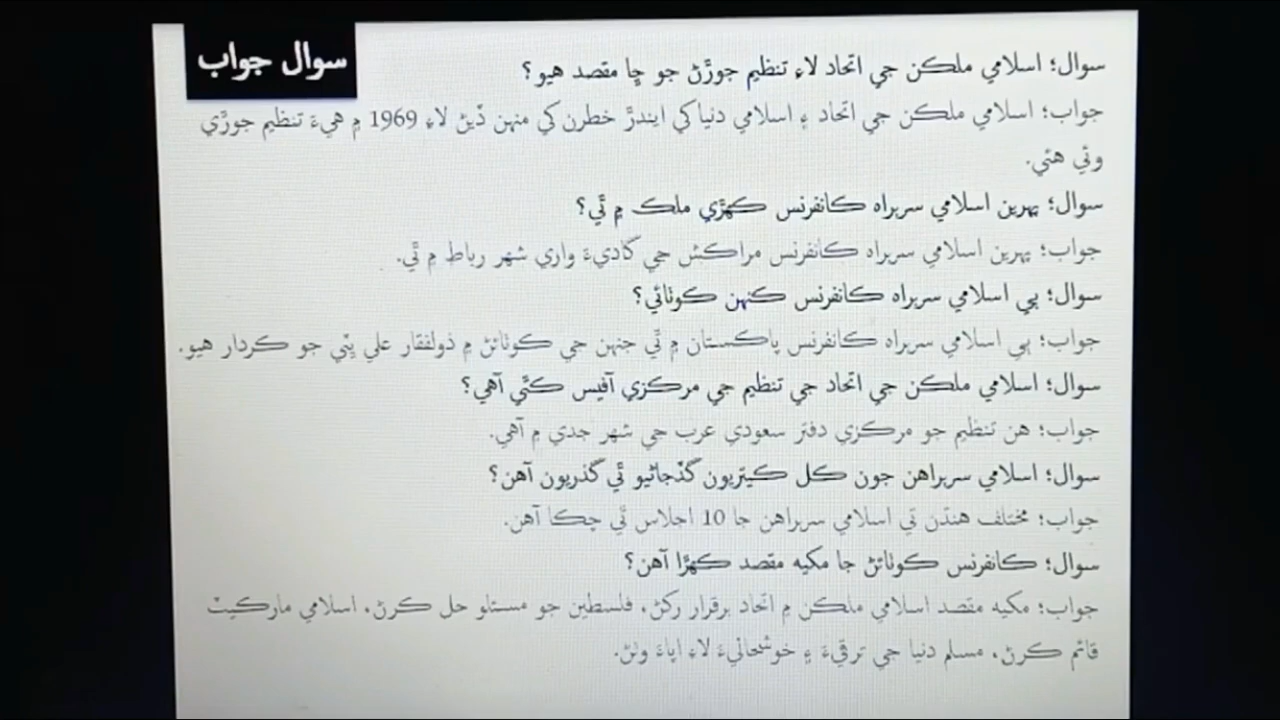 سوال جواب
سوال؛ اسلامي ملڪن جي اتحاد لاءِ تنظيم جوڙڻ جو ڇا مقصد هيو؟
جواب؛ اسلامي ملڪن جي اتحاد ۽ اسلامي دنيا کي ايندڙ خطرن کي منهن ڏيڻ لاءِ 1969 ۾ هيءَ تنظيم جوڙي
وئي هئي.
سوال؛ پهرين اسلامي سربراه ڪانفرنس ڪهڙي ملڪ ۾ ٿي؟
جواب؛ پهرين اسلامي سربراه ڪانفرنس مراڪش جي گاديءَ واري شهر رباط ۾ ٿي.
سوال؛ ٻي اسلامي سربراه ڪانفرنس ڪنهن ڪوٺائي؟
جواب؛ ٻي اسلامي سربراه ڪانفرنس پاڪستان ۾ ٿي جنهن جي ڪوٺائڻ ۾ ذولفقار علي ڀٽي جو ڪردار هيو.
سوال؛ اسلامي ملڪن جي اتحاد جي تنظيم جي مرڪزي آفيس ڪٿي آهي؟
جواب؛ هن تنظيم جو مرڪزي دفتر سعودي عرب جي شهر جدي ۾ آهي.
سوال؛ اسلامي سربراهن جون ڪل ڪيتريون گڏجاڻيو ٿي گذريون آهن؟
جواب؛ مختلف هنڌن تي اسلامي سربراهن جا 10 اجلاس ٿي چڪا آهن.
سوال؛ ڪانفرنس ڪوٺائڻ جا مکيه مقصد ڪهڙا آهن؟
جواب؛ مکيه مقصد اسلامي ملڪن ۾ اتحاد برقرار رکڻ، فلسطين جو مسئلو حل ڪرڻ، اسلامي مارڪيٽ
قائم ڪرڻ، مسلم دنيا جي ترقيءَ ۽ خوشحاليءَ لاءِ اپاءَ وٺڻ.